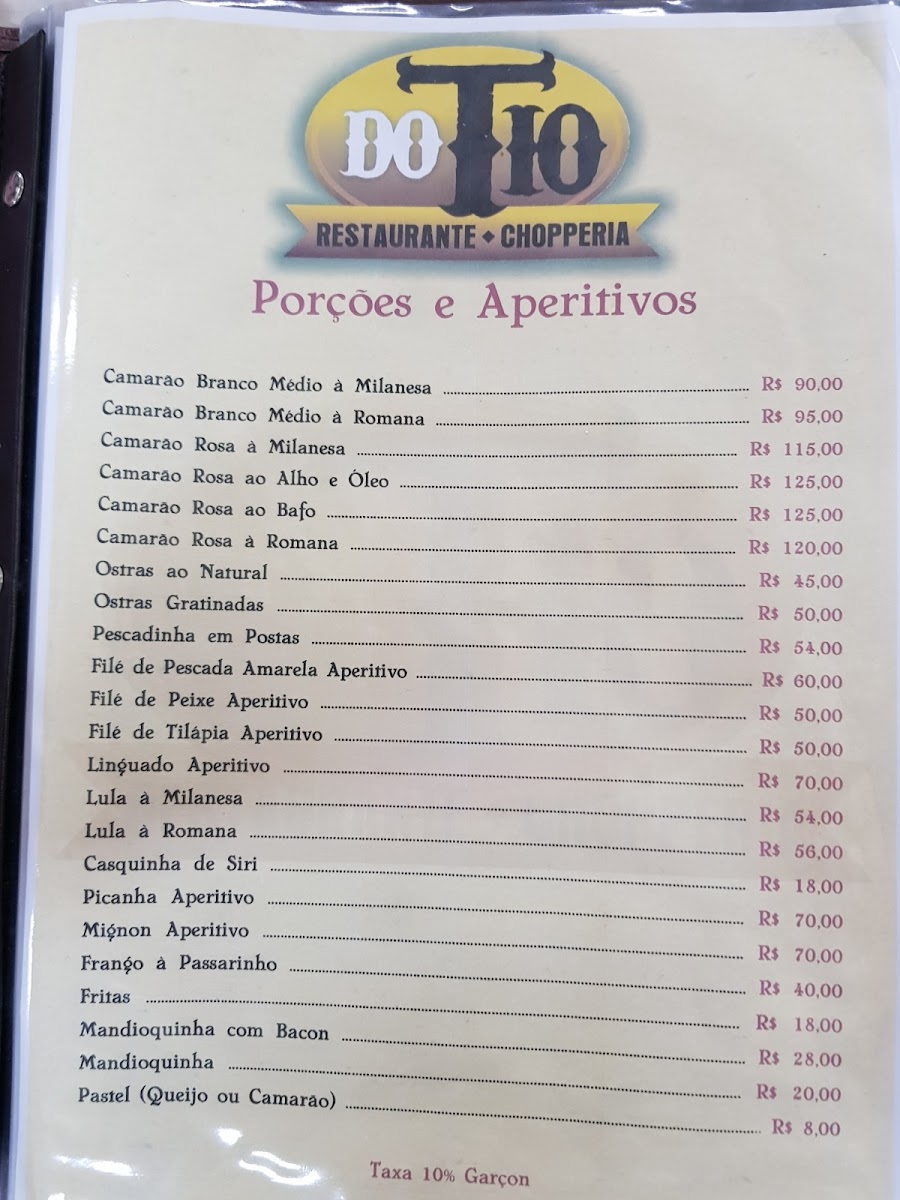 DO TIO
RESTAURANTE • CHOPPERIA
Porções e Aperitivos
Camarão Branco Médio à Milanesa ........ R$ 90,00
Camarão Branco Médio à Romana ........ R$ 95,00
Camarão Rosa à Milanesa ........ R$ 115,00
Camarão Rosa ao Alho e Óleo ........ R$ 125,00
Camarão Rosa ao Bafo ........ R$ 125,00
Camarão Rosa à Romana ........ R$ 120,00
Ostras ao Natural ........ R$ 45,00
Ostras Gratinadas ........ R$ 50,00
Pescadinha em Postas ........ R$ 54,00
Filé de Pescada Amarela Aperitivo ........ R$ 60,00
Filé de Peixe Aperitivo ........ R$ 50,00
Filé de Tilápia Aperitivo ........ R$ 50,00
Linguado Aperitivo ........ R$ 70,00
Lula à Milanesa ........ R$ 54,00
Lula à Romana ........ R$ 56,00
Casquinha de Siri ........ R$ 18,00
Picanha Aperitivo ........ R$ 70,00
Mignon Aperitivo ........ R$ 70,00
Frango à Passarinho ........ R$ 40,00
Fritas ........ R$ 18,00
Mandioquinha com Bacon ........ R$ 28,00
Mandioquinha ........ R$ 20,00
Pastel (Queijo ou Camarão) ........ R$ 8,00
Taxa 10% Garçon